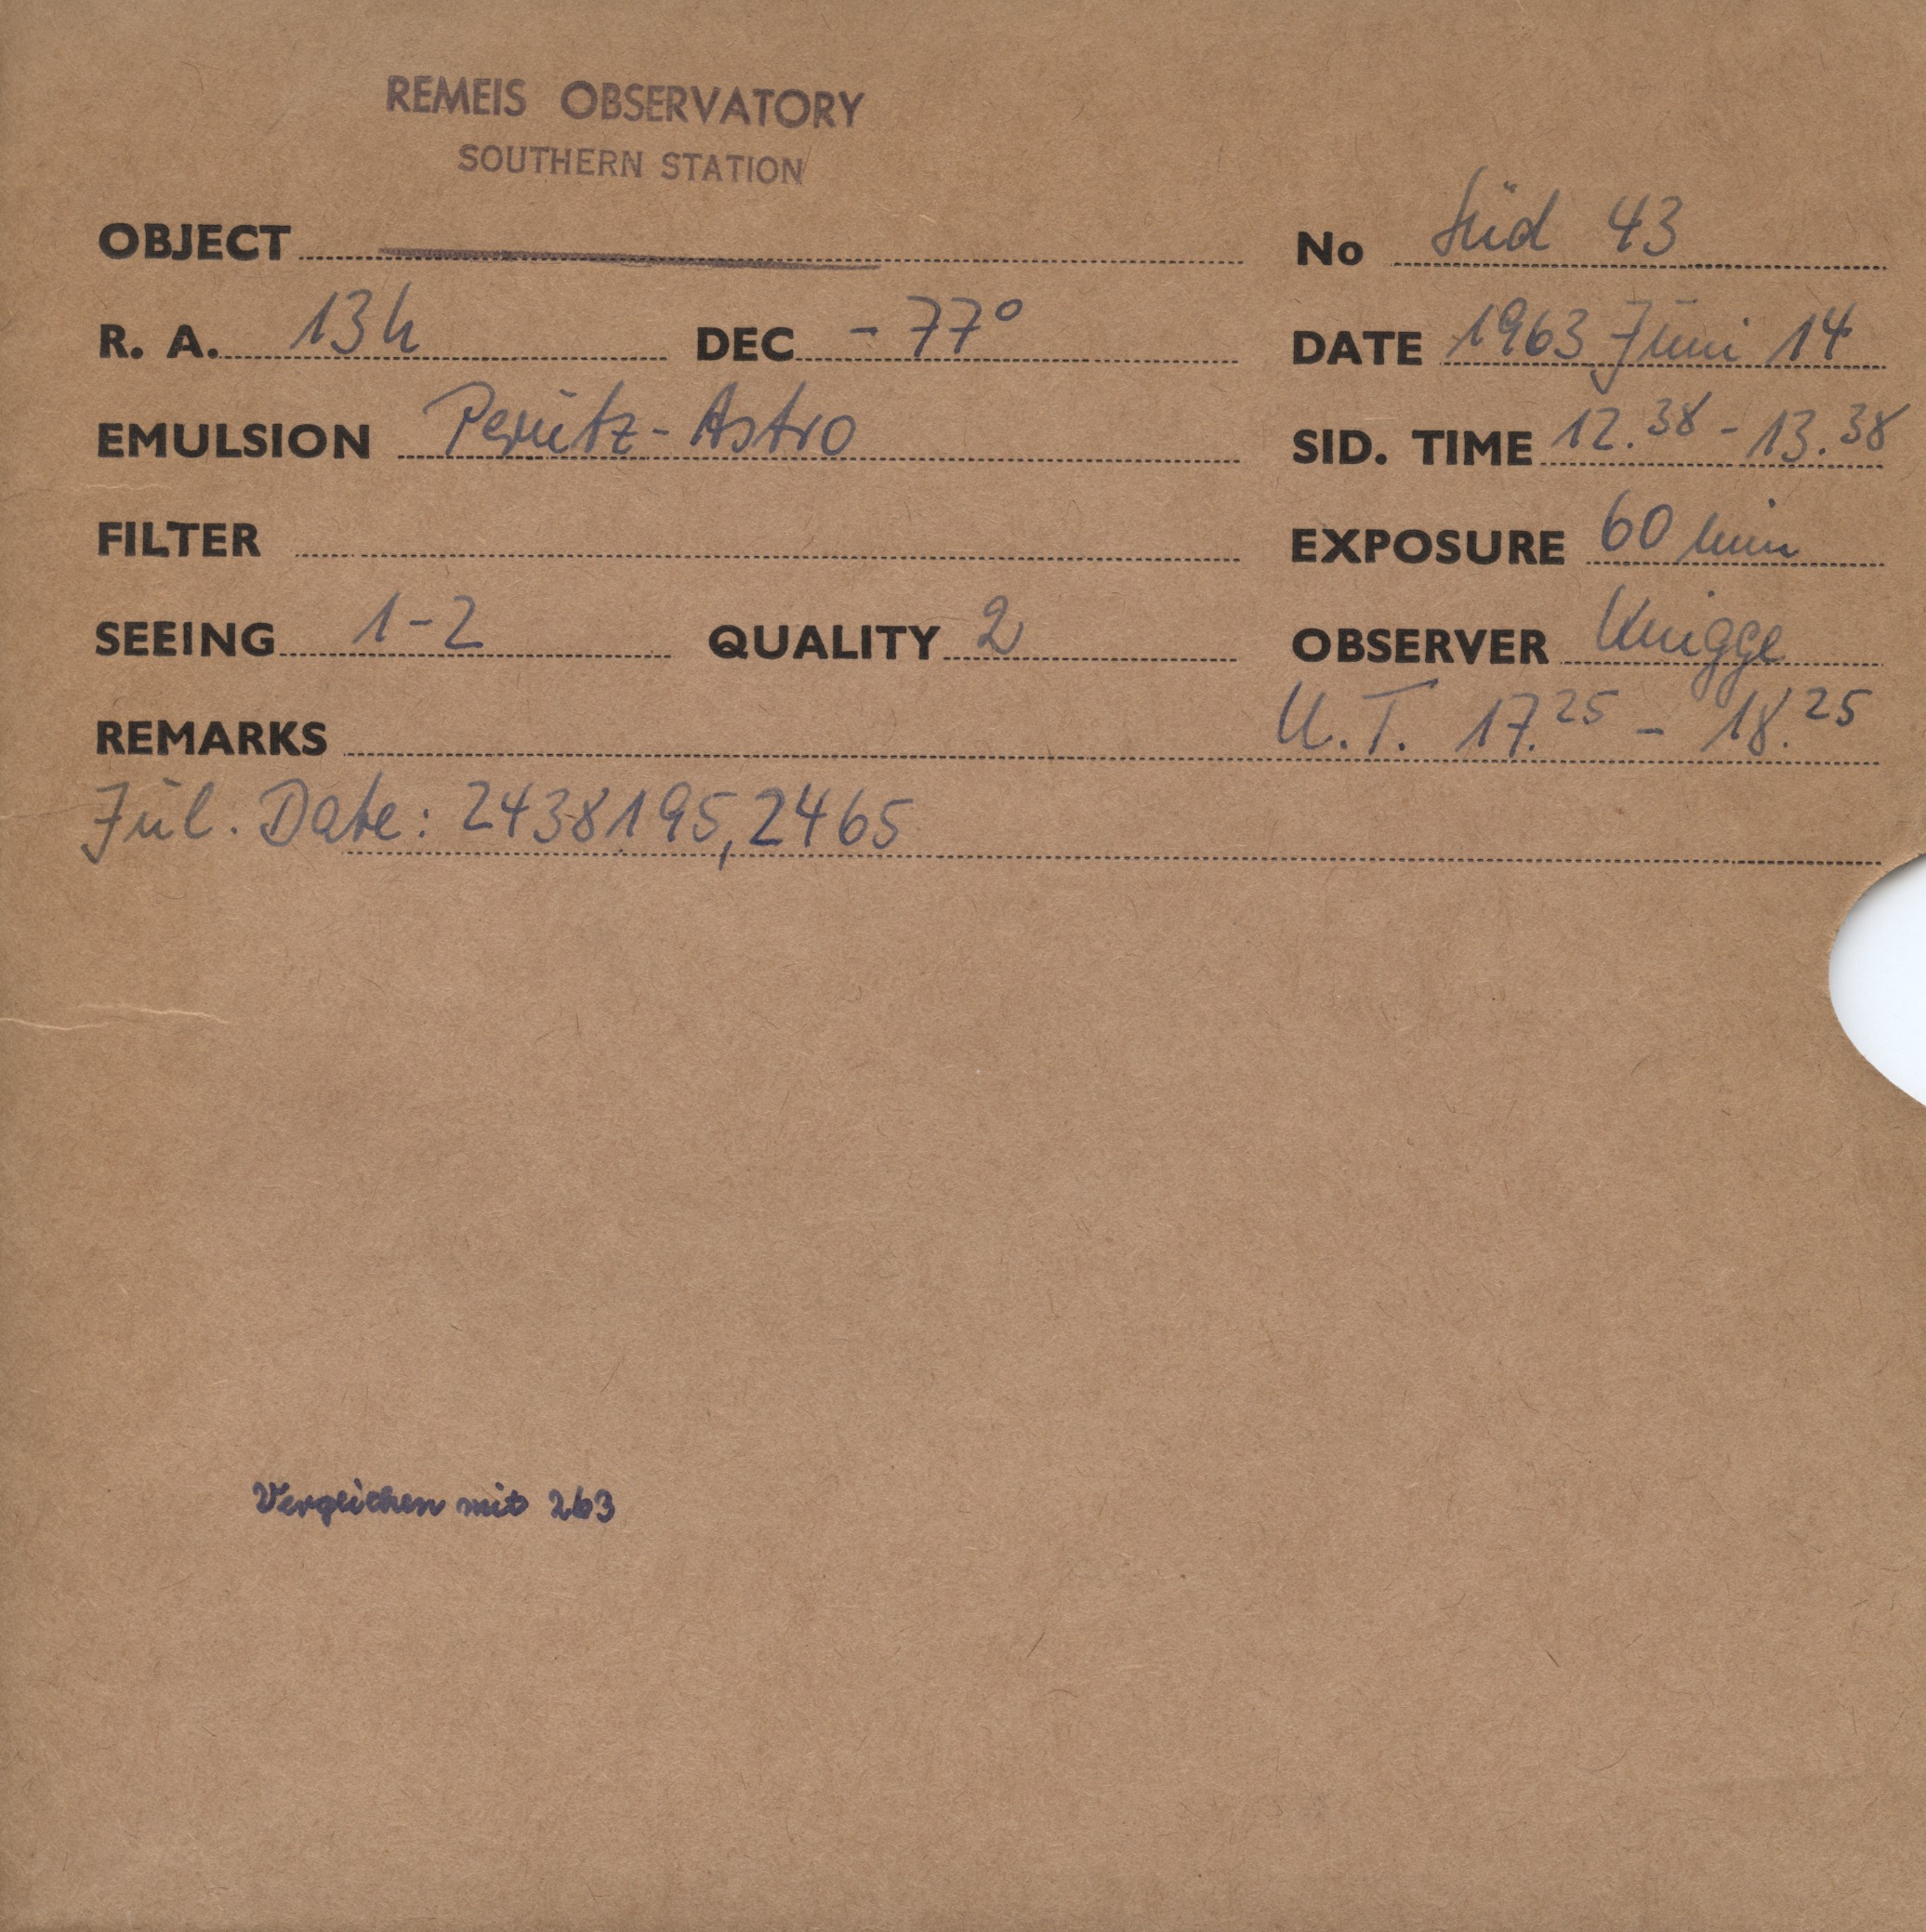 REMEIS OBSERVATORY
SOUTHERN STATION
OBJECT
No Süd 43
R. A. 13h DEC - 77°
DATE 1963 Juni 14
EMULSION Perutz-Astro
SID. TIME 12.38 - 13.38
FILTER
EXPOSURE 60 min
SEEING 1-2 QUALITY 2
OBSERVER Knigge
REMARKS U.T. 17.25 - 18.25
Jul. Date: 2438195,2465
Vergleichen mit 263